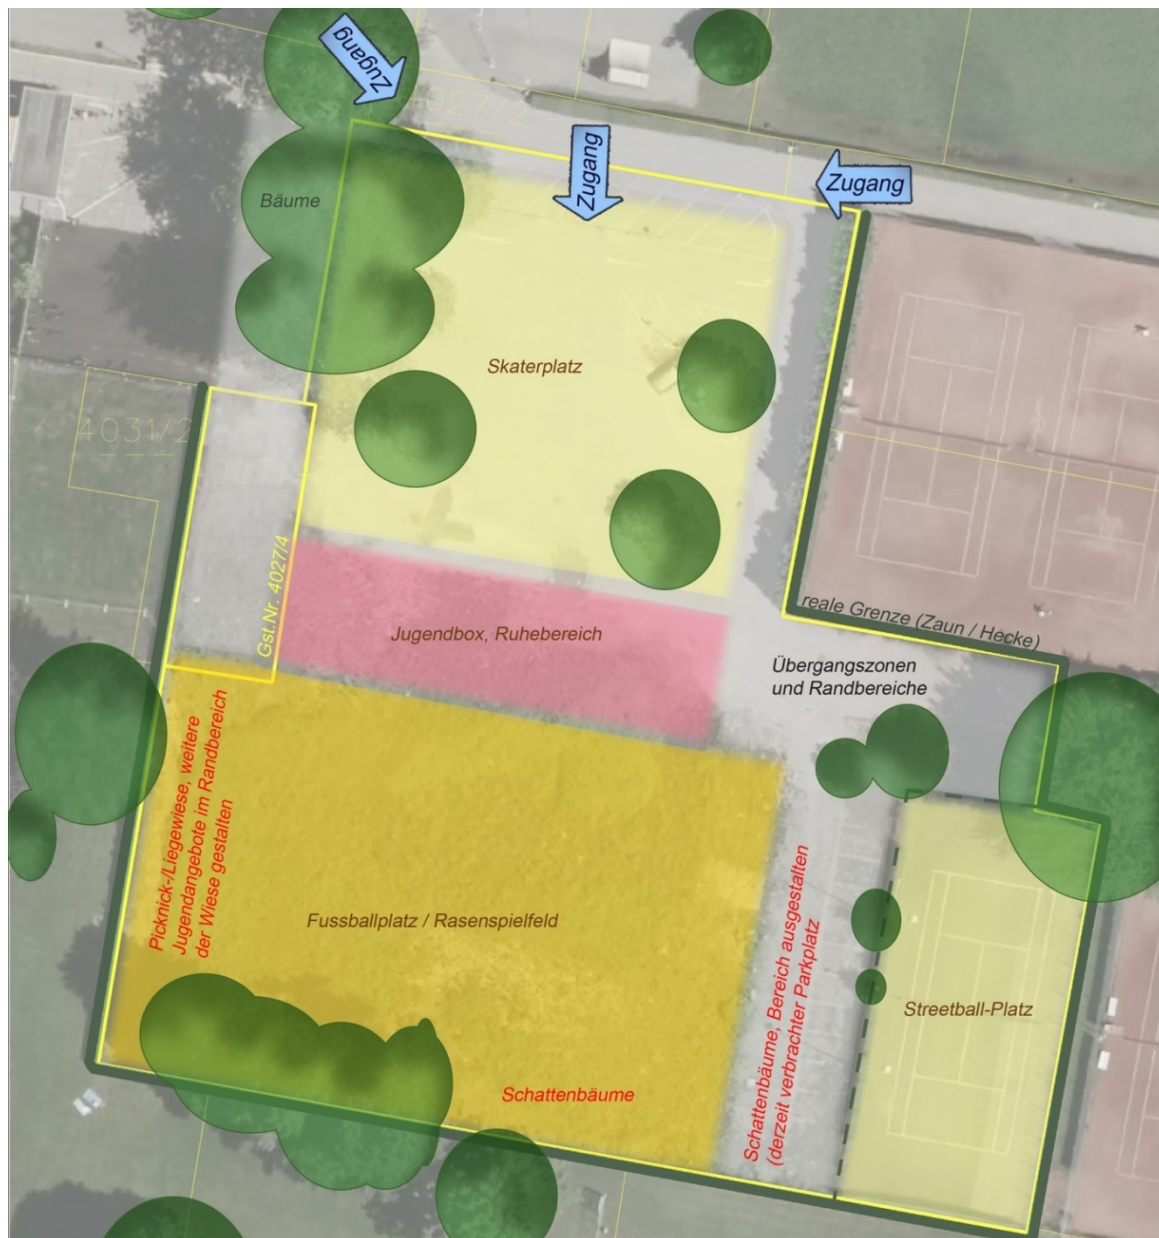 Zugang
4027/2
Zugang
Zugang
Bäume
Skaterplatz
4031/2
Gst.Nr. 4027/4
Jugendbox, Ruhebereich
reale Grenze (Zaun / Hecke)
Übergangszonen
und Randbereiche
Picknick-/Liegewiese, weitere
Jugendangebote im Randbereich
der Wiese gestalten
Fussballplatz / Rasenspielfeld
Schattenbäume, Bereich ausgestalten
(derzeit verbrachter Parkplatz
Streetball-Platz
Schattenbäume